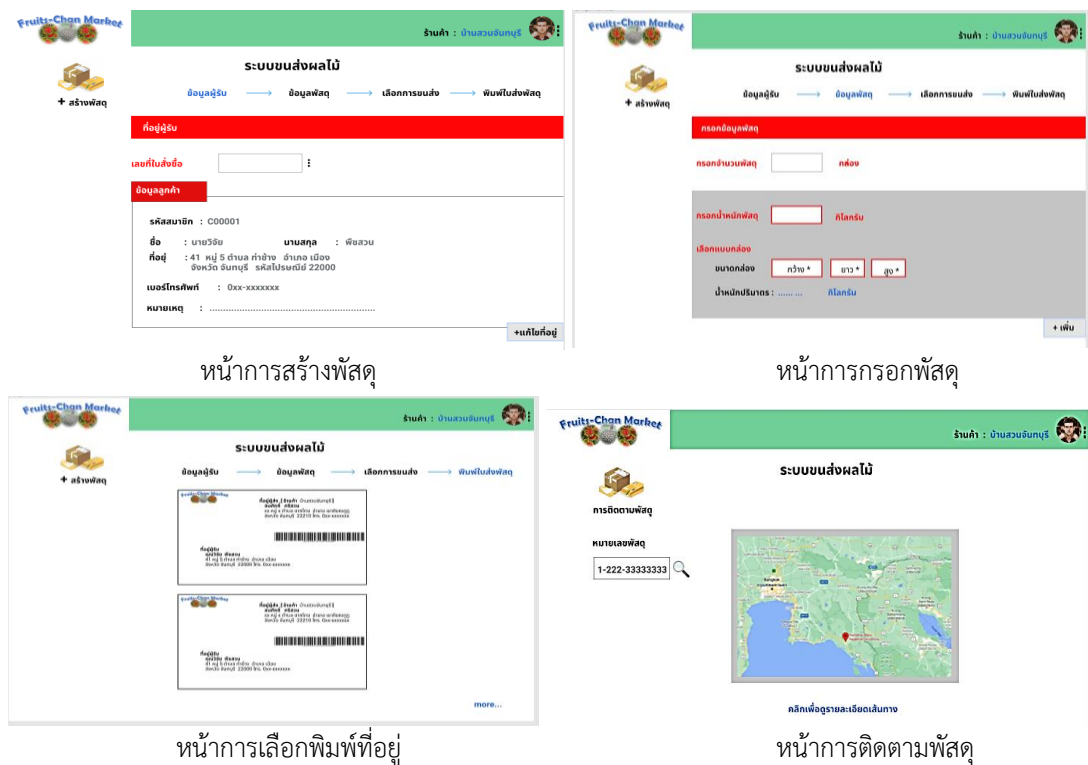 Fruits-Chan Market
ร้านค้า : บ้านสวนจันทบุรี
ระบบขนส่งผลไม้
+ สร้างพัสดุ
ข้อมูลผู้รับ ข้อมูลพัสดุ เลือกการขนส่ง พิมพ์ใบส่งพัสดุ
ที่อยู่ผู้รับ
เลขที่ใบสั่งซื้อ
ข้อมูลลูกค้า
รหัสสมาชิก : C00001
ชื่อ : นายวิจัย นามสกุล : พืชสวน
ที่อยู่ : 41 หมู่ 5 ตำบล ท่าช้าง อำเภอ เมือง
จังหวัด จันทบุรี รหัสไปรษณีย์ 22000
เบอร์โทรศัพท์ : 0xx-xxxxxxx
หมายเหตุ : ..........................................................
+แก้ไขที่อยู่
หน้าการสร้างพัสดุ
Fruits-Chan Market
ร้านค้า : บ้านสวนจันทบุรี
ระบบขนส่งผลไม้
+ สร้างพัสดุ
ข้อมูลผู้รับ ข้อมูลพัสดุ เลือกการขนส่ง พิมพ์ใบส่งพัสดุ
กรอกข้อมูลพัสดุ
กรอกจำนวนพัสดุ กล่อง
กรอกน้ำหนักพัสดุ กิโลกรัม
เลือกแบบกล่อง
ขนาดกล่อง กว้าง * ยาว * สูง *
น้ำหนักปริมาตร : ...... ... กิโลกรัม
+ เพิ่ม
หน้าการกรอกพัสดุ
Fruits-Chan Market
ร้านค้า : บ้านสวนจันทบุรี
ระบบขนส่งผลไม้
+ สร้างพัสดุ
ข้อมูลผู้รับ ข้อมูลพัสดุ เลือกการขนส่ง พิมพ์ใบส่งพัสดุ
more...
หน้าการเลือกพิมพ์ที่อยู่
Fruits-Chan Market
ร้านค้า : บ้านสวนจันทบุรี
ระบบขนส่งผลไม้
การติดตามพัสดุ
หมายเลขพัสดุ
1-222-33333333
Bangkok
คลิกเพื่อดูรายละเอียดเส้นทาง
หน้าการติดตามพัสดุ